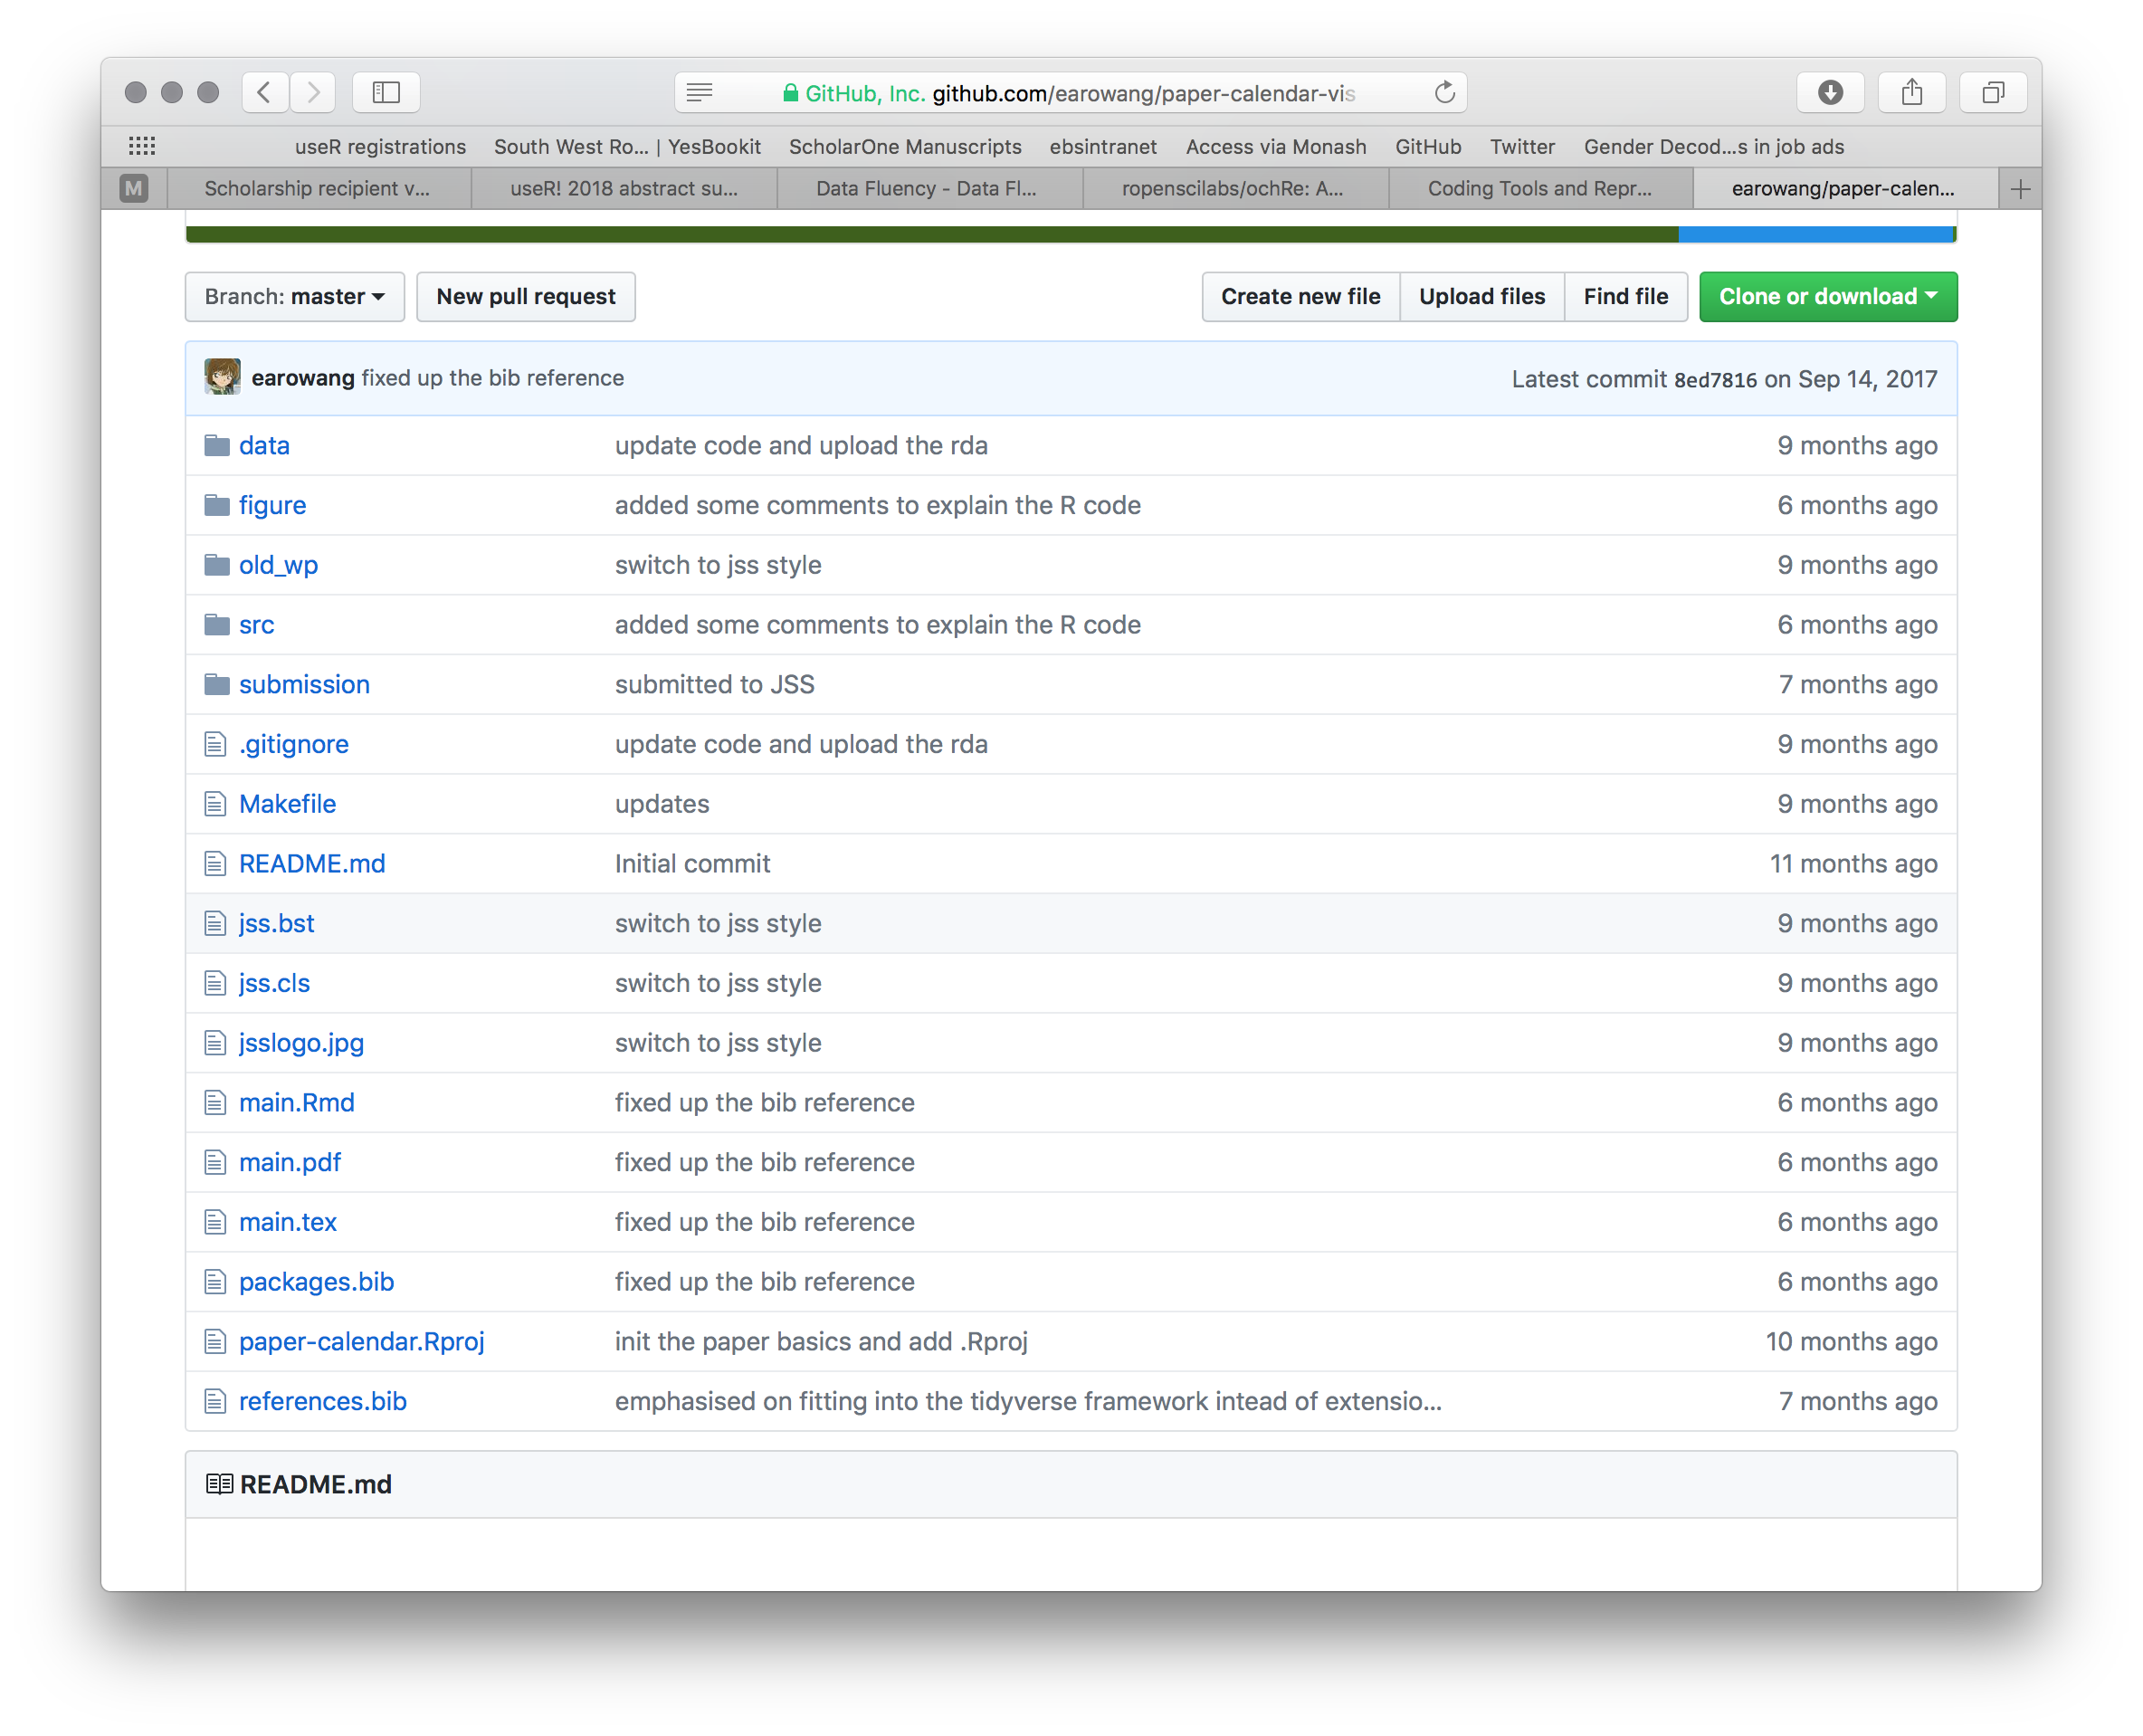 GitHub, Inc. github.com/earowang/paper-calendar-vis
useR registrations South West Ro... | YesBookit ScholarOne Manuscripts ebsintranet Access via Monash GitHub Twitter Gender Decod...s in job ads
M Scholarship recipient v... useR! 2018 abstract su... Data Fluency - Data Fl... ropenscilabs/ochRe: A... Coding Tools and Repr... earowang/paper-calen... +
Branch: master New pull request Create new file Upload files Find file Clone or download
earowang fixed up the bib reference Latest commit 8ed7816 on Sep 14, 2017
data update code and upload the rda 9 months ago
figure added some comments to explain the R code 6 months ago
old_wp switch to jss style 9 months ago
src added some comments to explain the R code 6 months ago
submission submitted to JSS 7 months ago
.gitignore update code and upload the rda 9 months ago
Makefile updates 9 months ago
README.md Initial commit 11 months ago
jss.bst switch to jss style 9 months ago
jss.cls switch to jss style 9 months ago
jsslogo.jpg switch to jss style 9 months ago
main.Rmd fixed up the bib reference 6 months ago
main.pdf fixed up the bib reference 6 months ago
main.tex fixed up the bib reference 6 months ago
packages.bib fixed up the bib reference 6 months ago
paper-calendar.Rproj init the paper basics and add .Rproj 10 months ago
references.bib emphasised on fitting into the tidyverse framework intead of extensio... 7 months ago
README.md